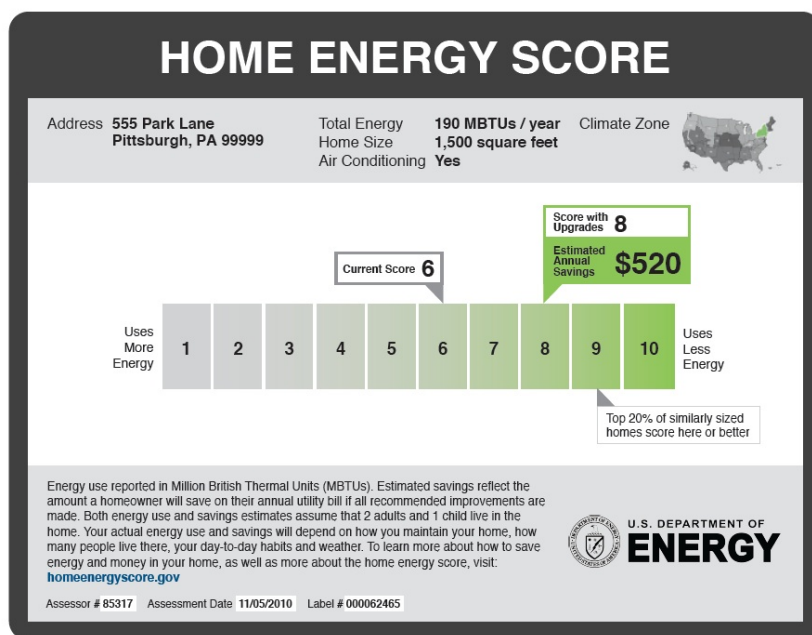 HOME ENERGY SCORE
Address 555 Park Lane
Pittsburgh, PA 99999
Total Energy 190 MBTUs / year
Home Size 1,500 square feet
Air Conditioning Yes
Climate Zone
Score with
Upgrades 8
Estimated
Annual
Savings $520
Current Score 6
Uses
More
Energy
1 2 3 4 5 6 7 8 9 10
Uses
Less
Energy
Top 20% of similarly sized
homes score here or better
Energy use reported in Million British Thermal Units (MBTUs). Estimated savings reflect the
amount a homeowner will save on their annual utility bill if all recommended improvements are
made. Both energy use and savings estimates assume that 2 adults and 1 child live in the
home. Your actual energy use and savings will depend on how you maintain your home, how
many people live there, your day-to-day habits and weather. To learn more about how to save
energy and money in your home, as well as more about the home energy score, visit:
homeenergyscore.gov
Assessor # 85317 Assessment Date 11/05/2010 Label # 000062465
U.S. DEPARTMENT OF
ENERGY